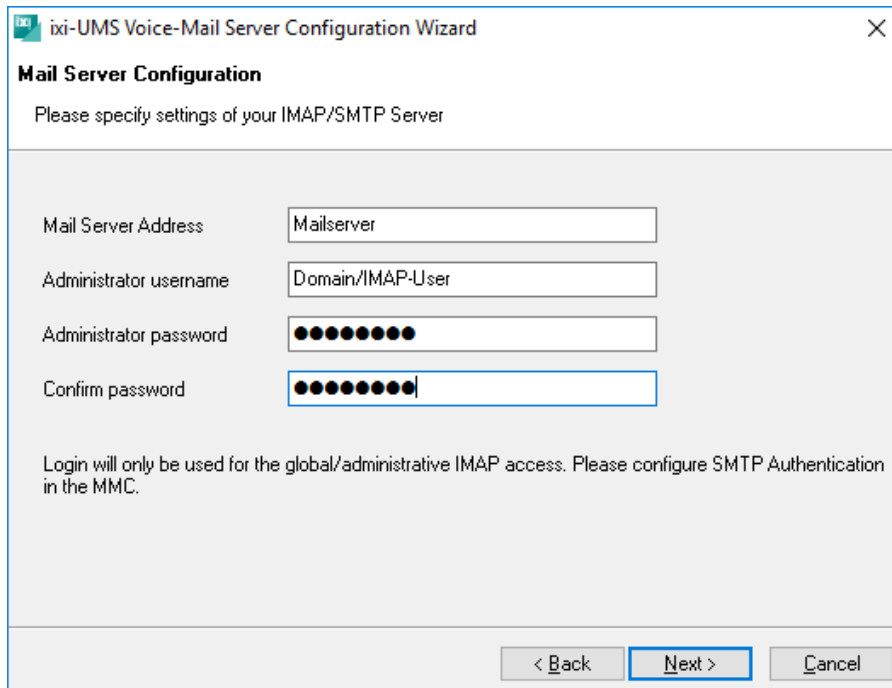 ixi ixi-UMS Voice-Mail Server Configuration Wizard
Mail Server Configuration
Please specify settings of your IMAP/SMTP Server
Mail Server Address Mailserver
Administrator username Domain/IMAP-User
Administrator password ●●●●●●●●
Confirm password ●●●●●●●●
Login will only be used for the global/administrative IMAP access. Please configure SMTP Authentication
in the MMC.
< Back Next > Cancel